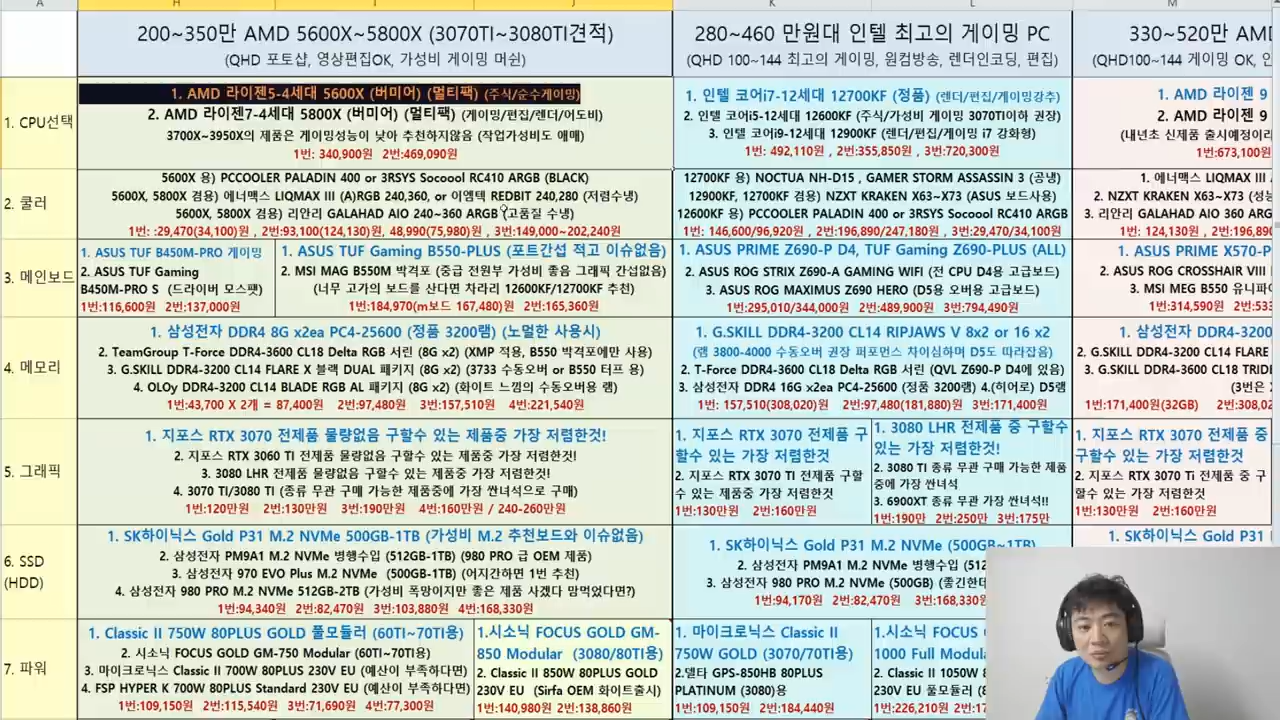 A H I J K L M
200~350만 AMD 5600X~5800X (3070TI~3080TI견적)
(QHD 포토샵, 영상편집OK, 가성비 게이밍 머쉰)
280~460 만원대 인텔 최고의 게이밍 PC
(QHD 100~144 최고의 게이밍, 원컴방송, 렌더인코딩, 편집)
330~520만 AMD
(QHD100~144 게이밍 OK, 인
1. CPU선택
1. AMD 라이젠5-4세대 5600X (버미어) (멀티팩) (주식/순수게이밍)
2. AMD 라이젠7-4세대 5800X (버미어) (멀티팩) (게이밍/편집/렌더/어도비)
3700X~3950X의 제품은 게이밍성능이 낮아 추천하지않음 (작업가성비도 애매)
1번: 340,900원 2번:469,090원
1. 인텔 코어i7-12세대 12700KF (정품) (렌더/편집/게이밍강추)
2. 인텔 코어i5-12세대 12600KF (주식/가성비 게이밍 3070TI이하 권장)
3. 인텔 코어i9-12세대 12900KF (렌더/편집/게이밍 i7 강화형)
1번: 492,110원 , 2번:355,850원 , 3번:720,300원
1. AMD 라이젠 9
2. AMD 라이젠 9
(내년초 신제품 출시예정이라
1번:673,100원
2. 쿨러
5600X 용) PCCOOLER PALADIN 400 or 3RSYS Socoool RC410 ARGB (BLACK)
5600X, 5800X 겸용) 에너맥스 LIQMAX III (A)RGB 240,360, or 이엠텍 REDBIT 240,280 (저렴수냉)
5600X, 5800X 겸용) 리안리 GALAHAD AIO 240~360 ARGB (고품질 수냉)
1번: :29,470(34,100)원 , 2번:93,100(124,130)원, 48,990(75,980)원 , 3번:149,000~202,240원
12700KF 용) NOCTUA NH-D15 , GAMER STORM ASSASSIN 3 (공냉)
12900KF, 12700KF 겸용) NZXT KRAKEN X63~X73 (ASUS 보드사용)
12600KF 용) PCCOOLER PALADIN 400 or 3RSYS Socoool RC410 ARGB
1번: 146,600/96,920원 , 2번:196,890/247,180원 , 3번:29,470/34,100원
1. 에너맥스 LIQMAX III
2. NZXT KRAKEN X63~X73 (성능
3. 리안리 GALAHAD AIO 240~360 ARG
1번: 124,130원 , 2번:196,890
3. 메인보드
1. ASUS TUF B450M-PRO 게이밍
2. ASUS TUF Gaming
B450M-PRO S (드라이버 모스팻)
1번:116,600원 2번:137,000원
1. ASUS TUF Gaming B550-PLUS (포트간섭 적고 이슈없음)
2. MSI MAG B550M 박격포 (중급 전원부 가성비 좋음 그래픽 간섭없음)
(너무 고가의 보드를 산다면 차라리 12600KF/12700KF 추천)
1번:184,970(m보드 167,480)원 2번:165,360원
1. ASUS PRIME Z690-P D4, TUF Gaming Z690-PLUS (ALL)
2. ASUS ROG STRIX Z690-A GAMING WIFI (전 CPU D4용 고급보드)
3. ASUS ROG MAXIMUS Z690 HERO (D5용 오버용 고급보드)
1번:295,010/344,000원 2번:489,900원 3번:794,490원
1. ASUS PRIME X570-P
2. ASUS ROG CROSSHAIR VIII
3. MSI MEG B550 유니파이
1번:314,590원 2번:533
4. 메모리
1. 삼성전자 DDR4 8G x2ea PC4-25600 (정품 3200램) (노멀한 사용시)
2. TeamGroup T-Force DDR4-3600 CL18 Delta RGB 서린 (8G x2) (XMP 적용, B550 박격포에만 사용)
3. G.SKILL DDR4-3200 CL14 FLARE X 블랙 DUAL 패키지 (8G x2) (3733 수동오버 or B550 터프 용)
4. OLOy DDR4-3200 CL14 BLADE RGB AL 패키지 (8G x2) (화이트 느낌의 수동오버용 램)
1번:43,700 X 2개 = 87,400원 2번:97,480원 3번:157,510원 4번:221,540원
1. G.SKILL DDR4-3200 CL14 RIPJAWS V 8x2 or 16 x2
(램 3800-4000 수동오버 권장 퍼포먼스 차이심하며 D5도 따라잡음)
2. T-Force DDR4-3600 CL18 Delta RGB 서린 (QVL Z690-P D4에 있음)
3. 삼성전자 DDR4 16G x2ea PC4-25600 (정품 3200램) 4.(히어로) D5램
1번: 157,510(308,020)원 2번:97,480(181,880)원 3번:171,400원
1. 삼성전자 DDR4-3200
2. G.SKILL DDR4-3200 CL14 FLARE
3. G.SKILL DDR4-3200 CL14 TRIDE
(3번은 X
1번:171,400원(32GB) 2번:308,02
5. 그래픽
1. 지포스 RTX 3070 전제품 물량없음 구할수 있는 제품중 가장 저렴한것!
2. 지포스 RTX 3060 TI 전제품 물량없음 구할수 있는 제품중 가장 저렴한것!
3. 3080 LHR 전제품 물량없음 구할수 있는 제품중 가장 저렴한것!
4. 3070 TI/3080 TI (종류 무관 구매 가능한 제품중에 가장 싼녀석으로 구매)
1번:120만원 2번:130만원 3번:190만원 4번:160만원 / 240-260만원
1. 지포스 RTX 3070 전제품 구
할수 있는 제품중 가장 저렴한것
2. 지포스 RTX 3070 TI 전제품 구할
수 있는 제품중 가장 저렴한것
1번:130만원 2번:160만원
1. 3080 LHR 전제품 중 구할수
있는 제품중 가장 저렴한것!
2. 3080 TI 종류 무관 구매 가능한 제품
중에 가장 싼녀석
3. 6900XT 종류 무관 가장 싼녀석!!
1번:190만 2번:250만 3번:175만
1. 지포스 RTX 3070 전제품
구할수 있는 제품중 가장 저렴한것
2. 지포스 RTX 3070 Ti 전제품 중 구
할수 있는 제품중 가장 저렴한것
1번:130만원 2번:160만원
6. SSD
(HDD)
1. SK하이닉스 Gold P31 M.2 NVMe 500GB-1TB (가성비 M.2 추천보드와 이슈없음)
2. 삼성전자 PM9A1 M.2 NVMe 병행수입 (512GB-1TB) (980 PRO 급 OEM 제품)
3. 삼성전자 970 EVO Plus M.2 NVMe (500GB-1TB) (어지간하면 1번 추천)
4. 삼성전자 980 PRO M.2 NVMe 512GB-2TB (가성비 폭망이지만 좋은 제품 사겠다 맘먹었다면?)
1번:94,340원 2번:82,470원 3번:103,880원 4번:168,330원
1. SK하이닉스 Gold P31 M.2 NVMe (500GB~1TB)
2. 삼성전자 PM9A1 M.2 NVMe 병행수입 (512
3. 삼성전자 980 PRO M.2 NVMe (500GB) (좋긴한데
1번:94,170원 2번:82,470원 3번:168,330원
1. SK하이닉스 Gold P31 M
7. 파워
1. Classic II 750W 80PLUS GOLD 풀모듈러 (60TI~70TI용)
2. 시소닉 FOCUS GOLD GM-750 Modular (60TI~70TI용)
3. 마이크로닉스 Classic II 700W 80PLUS 230V EU (예산이 부족하다면)
4. FSP HYPER K 700W 80PLUS Standard 230V EU (예산이 부족하다면)
1번:109,150원 2번:115,540원 3번:71,690원 4번:77,300원
1.시소닉 FOCUS GOLD GM-
850 Modular (3080/80TI용)
2. Classic II 850W 80PLUS GOLD
230V EU (Sirfa OEM 화이트출시)
1번:140,980원 2번:138,860원
1. 마이크로닉스 Classic II
750W GOLD (3070/70TI용)
2.델타 GPS-850HB 80PLUS
PLATINUM (3080)용
1번:109,150원 2번:184,440원
1. 시소닉 FOCUS G
1000 Full Modula
2. Classic II 1050W 8
230V EU 풀모듈러 (8
1번:226,210원 2번:17